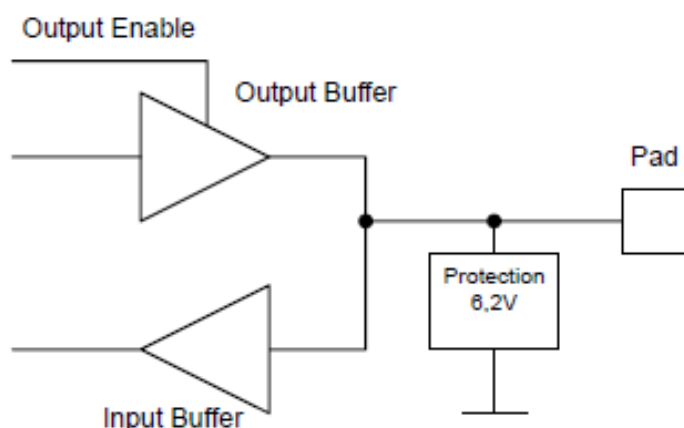 Output Enable
Output Buffer
Pad
Protection
6,2V
Input Buffer